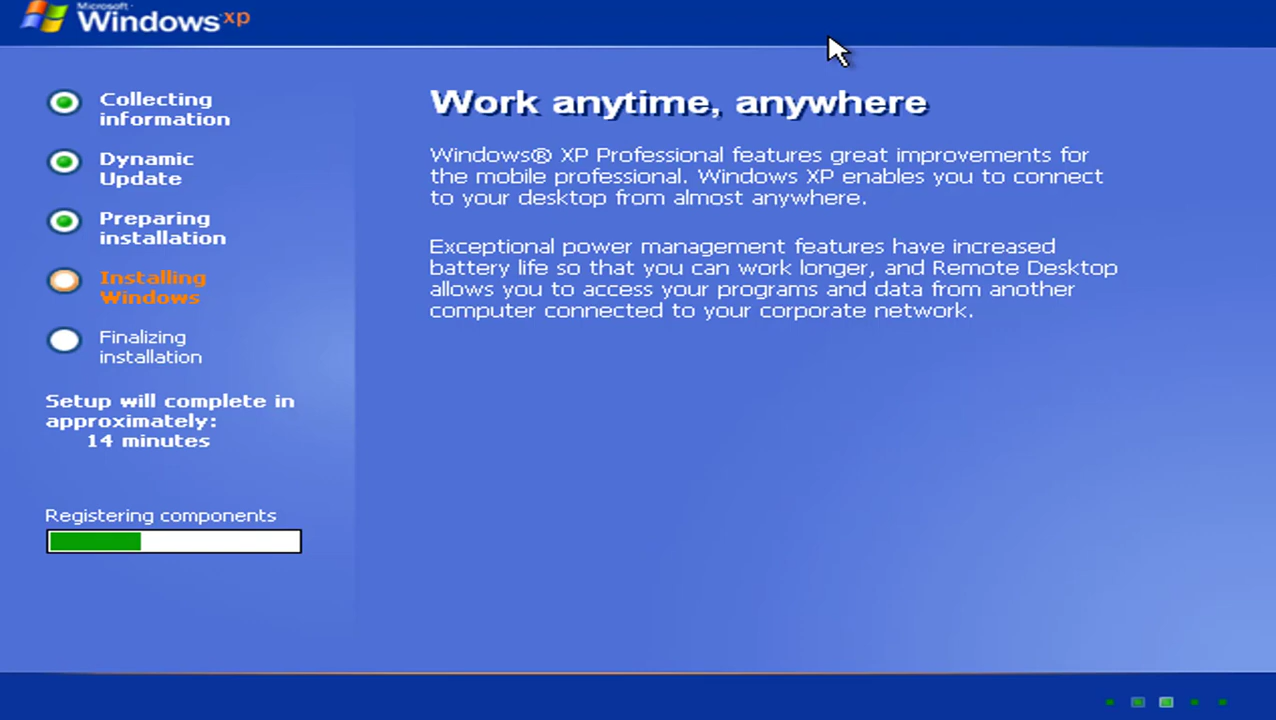 Microsoft
Windows xp
Collecting
information
Dynamic
Update
Preparing
installation
Installing
Windows
Finalizing
installation
Setup will complete in
approximately:
14 minutes
Registering components
Work anytime, anywhere
Windows® XP Professional features great improvements for
the mobile professional. Windows XP enables you to connect
to your desktop from almost anywhere.
Exceptional power management features have increased
battery life so that you can work longer, and Remote Desktop
allows you to access your programs and data from another
computer connected to your corporate network.